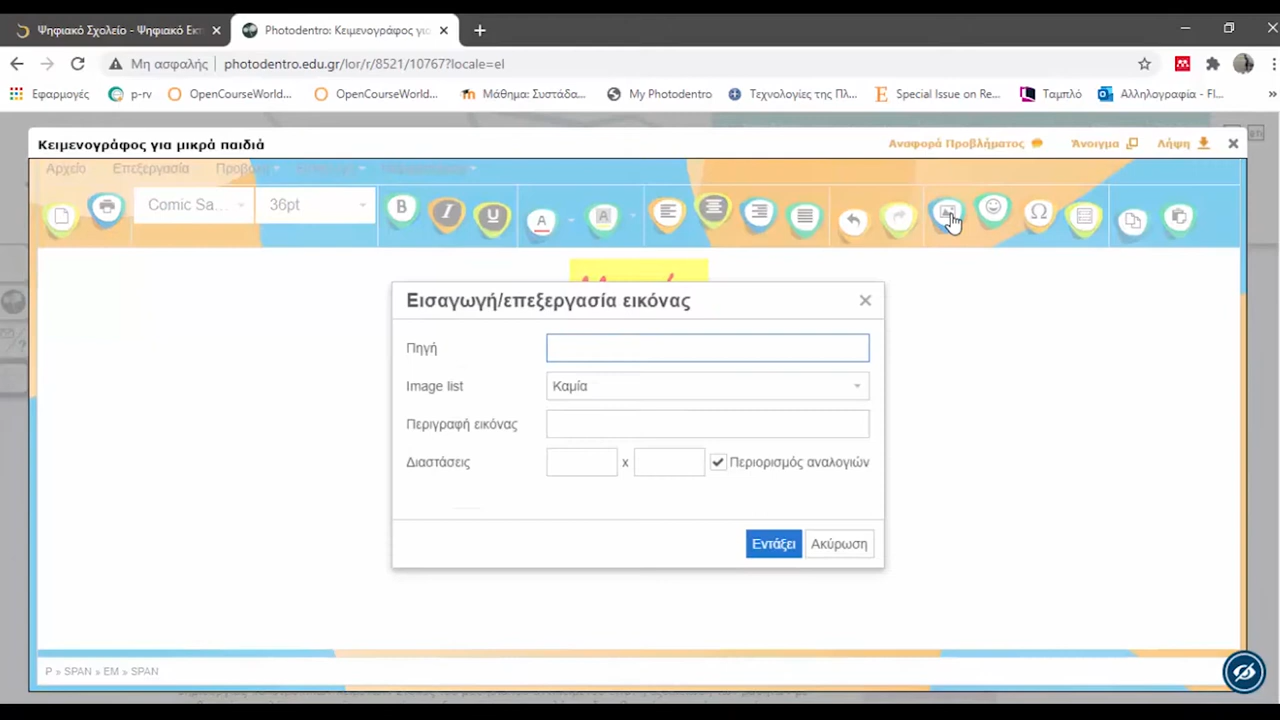 Ψηφιακό Σχολείο - Ψηφιακό Εκπ
Photodentro: Κειμενογράφος για
Μη ασφαλής
photodentro.edu.gr/lor/r/8521/10767?locale=el
Εφαρμογές p-rv OpenCourseWorld... OpenCourseWorld... Μάθημα: Συστάδα... My Photodentro Τεχνολογίες της Πλ... Special Issue on Re... Ταμπλό Αλληλογραφία - Fl... »
Κειμενογράφος για μικρά παιδιά
Αναφορά Προβλήματος Άνοιγμα Λήψη
Αρχείο Επεξεργασία
Comic Sa... 36pt B I U A A Ω
Εισαγωγή/επεξεργασία εικόνας
Πηγή
Image list Καμία
Περιγραφή εικόνας
Διαστάσεις x Περιορισμός αναλογιών
Εντάξει Ακύρωση
P » SPAN » EM » SPAN